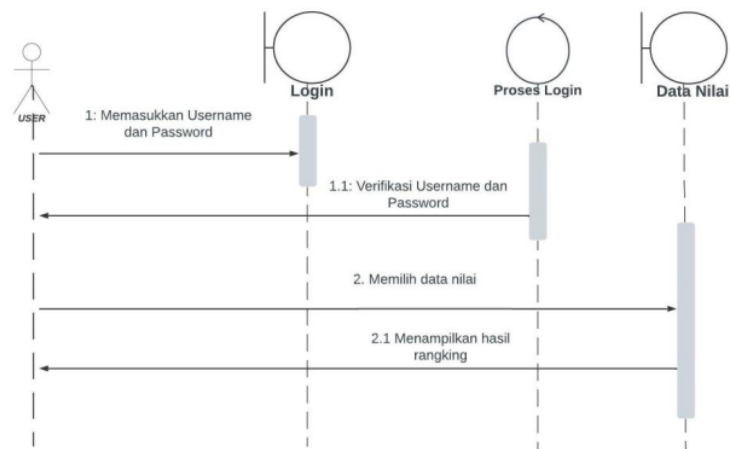 Login
Proses Login
Data Nilai
USER
1: Memasukkan Username
dan Password
1.1: Verifikasi Username dan
Password
2. Memilih data nilai
2.1 Menampilkan hasil
rangking